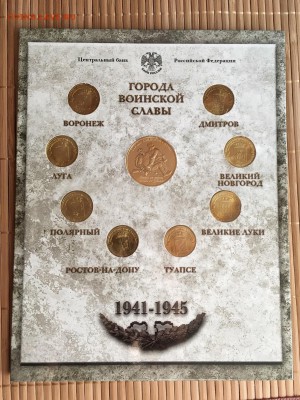 Центральный банк Российской Федерации
ГОРОДА
ВОИНСКОЙ
СЛАВЫ
ВОРОНЕЖ
ДМИТРОВ
ЛУГА
ВЕЛИКИЙ
НОВГОРОД
ПОЛЯРНЫЙ
ВЕЛИКИЕ ЛУКИ
РОСТОВ-НА-ДОНУ
ТУАПСЕ
1941-1945